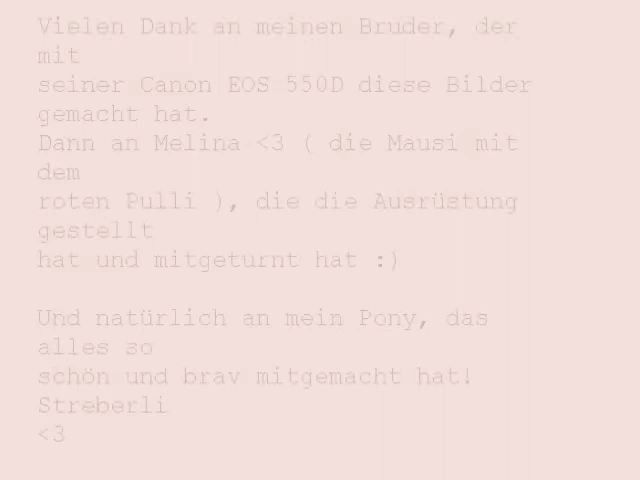 Vielen Dank an meinen Bruder, der
mit
seiner Canon EOS 550D diese Bilder
gemacht hat.
Dann an Melina <3 ( die Mausi mit
dem
roten Pulli ), die die Ausrüstung
gestellt
hat und mitgeturnt hat :)

Und natürlich an mein Pony, das
alles so
schön und brav mitgemacht hat!
Streberli
<3